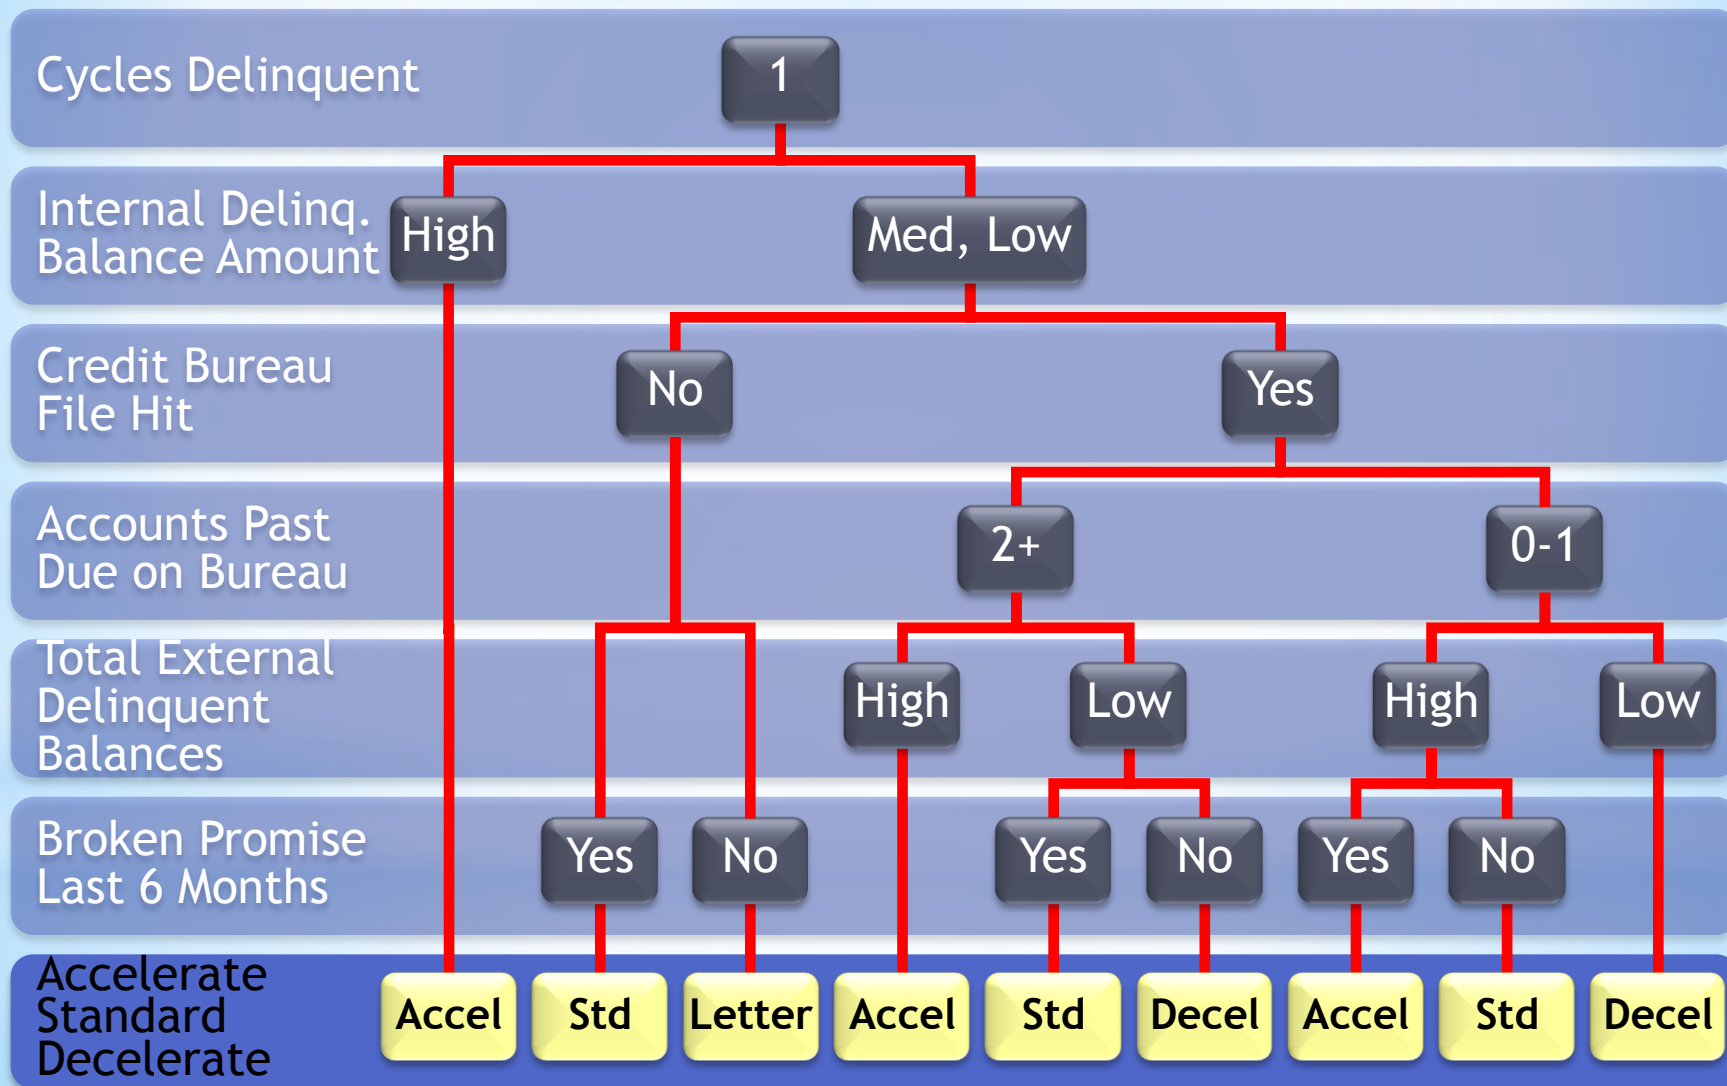 Cycles Delinquent
1
Internal Delinq.
Balance Amount
High
Med, Low
Credit Bureau
File Hit
No
Yes
Accounts Past
Due on Bureau
2+
0-1
Total External
Delinquent
Balances
High
Low
High
Low
Broken Promise
Last 6 Months
Yes
No
Yes
No
Yes
No
Accelerate
Standard
Decelerate
Accel
Std
Letter
Accel
Std
Decel
Accel
Std
Decel